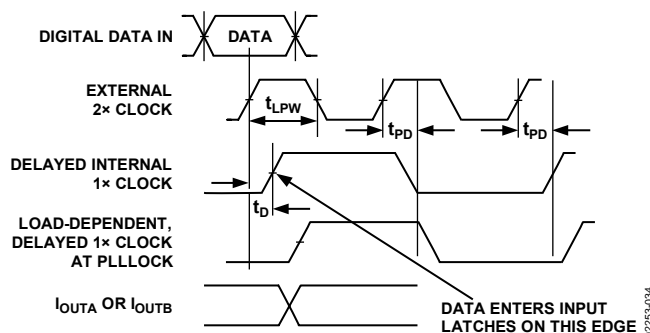 DIGITAL DATA IN
DATA
EXTERNAL
2× CLOCK
tLPW
tPD
tPD
DELAYED INTERNAL
1× CLOCK
tD
LOAD-DEPENDENT,
DELAYED 1× CLOCK
AT PLLLOCK
IOUTA OR IOUTB
DATA ENTERS INPUT
LATCHES ON THIS EDGE